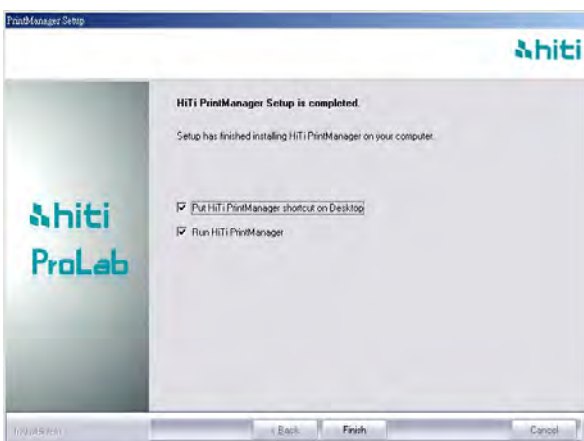 PrintManager Setup
hiti
HiTi PrintManager Setup is completed.
Setup has finished installing HiTi PrintManager on your computer.
hiti
ProLab
Put HiTi PrintManager shortcut on Desktop
Run HiTi PrintManager
InstallShield
< Back
Finish
Cancel